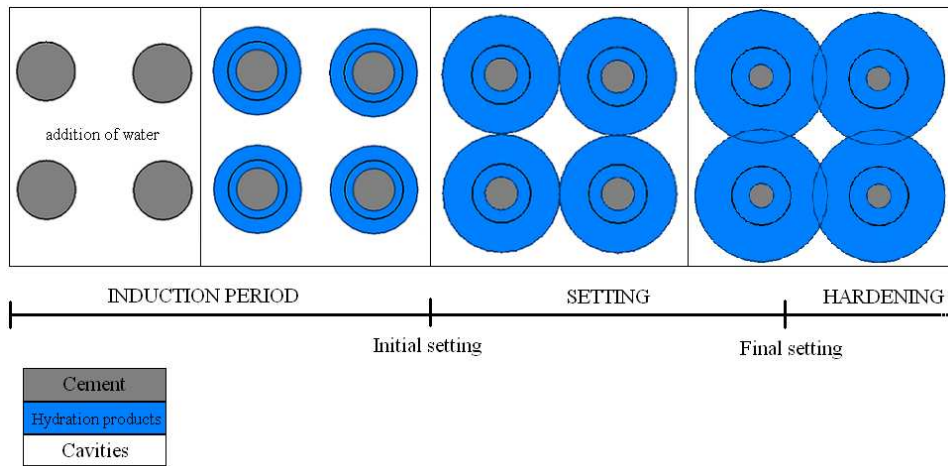 addition of water
INDUCTION PERIOD
SETTING
HARDENING
Initial setting
Final setting
Cement
Hydration products
Cavities